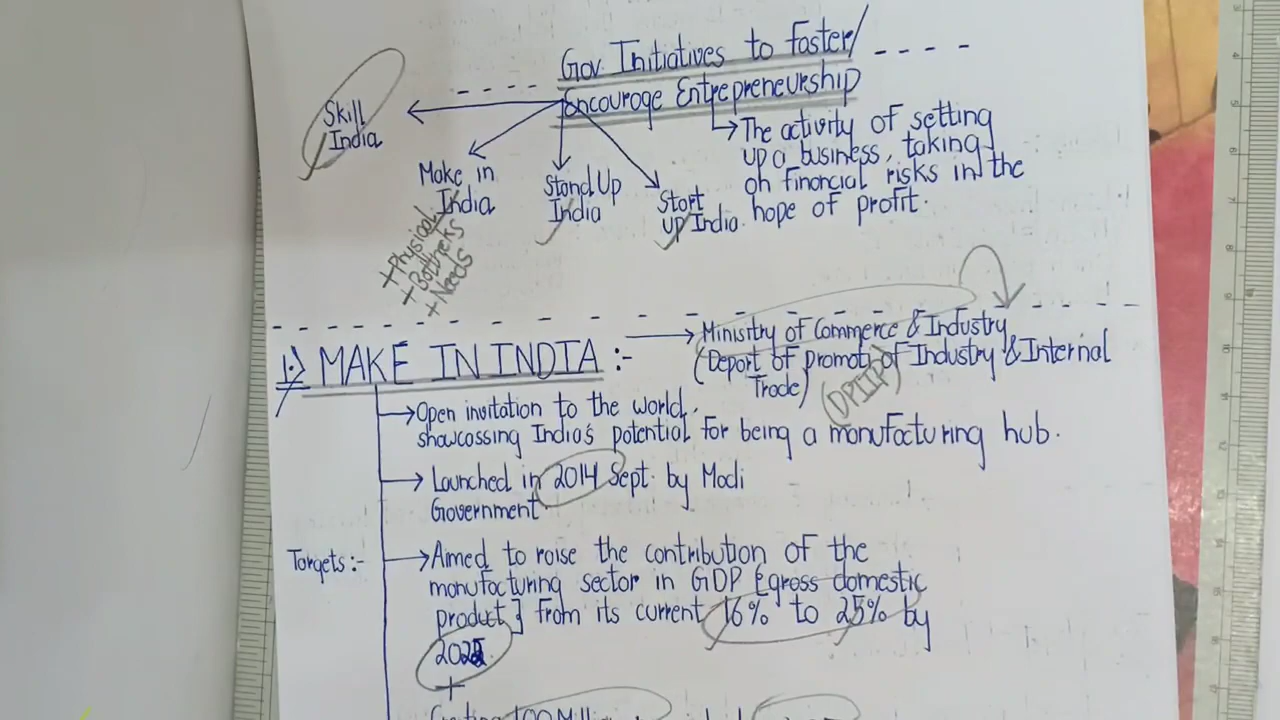 Gov. Initiatives to Foster/
Encourage Entrepreneurship
→ The activity of setting
up a business, taking
on financial risks in the
hope of profit.
Skill
India
Make in
India
+Physical
+
+Needs
Stand Up
India
Start
up India.
1) MAKE IN INDIA :-
→ Ministry of Commerce & Industry
(Depart of promoti of Industry & Internal
Trade)
(DPIIP)
→ Open invitation to the world,
showcassing India's potential for being a manufacturing hub.
→ Launched in 2014 Sept. by Modi
Government
Targets :-
→ Aimed to raise the contribution of the
manufacturing sector in GDP [gross domestic
product] from its current 16% to 25% by
2025.
+
100 Mill